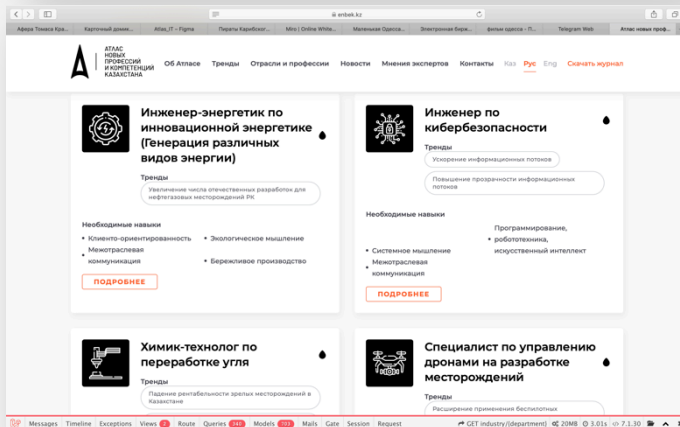 enbek.kz
Афера Томаса Кра...
Карточный домик...
Atlas_IT – Figma
Пираты Карибског...
Miro | Online White...
Маленькая Одесса...
Электронная бирж...
фильм одесса - П...
Telegram Web
Атлас новых проф...
АТЛАС
НОВЫХ
ПРОФЕССИЙ
И КОМПЕТЕНЦИЙ
КАЗАХСТАНА
Об Атласе Тренды Отрасли и профессии Новости Мнения экспертов Контакты Каз Рус Eng Скачать журнал
Инженер-энергетик по
инновационной энергетике
(Генерация различных
видов энергии)
Тренды
Увеличение числа отечественных разработок для
нефтегазовых месторождений РК
Необходимые навыки
• Клиенто-ориентированность
• Экологическое мышление
• Межотраслевая
коммуникация
• Бережливое производство
ПОДРОБНЕЕ
Инженер по
кибербезопасности
Тренды
Ускорение информационных потоков
Повышение прозрачности информационных
потоков
Необходимые навыки
• Системное мышление
• Программирование,
робототехника,
искусственный интеллект
• Межотраслевая
коммуникация
ПОДРОБНЕЕ
Химик-технолог по
переработке угля
Тренды
Падение рентабельности зрелых месторождений в
Казахстане
Специалист по управлению
дронами на разработке
месторождений
Тренды
Расширение применения беспилотных
Messages Timeline Exceptions Views 2 Route Queries 340 Models 703 Mails Gate Session Request GET industry/{department} 20MB 3.01s 7.1.30